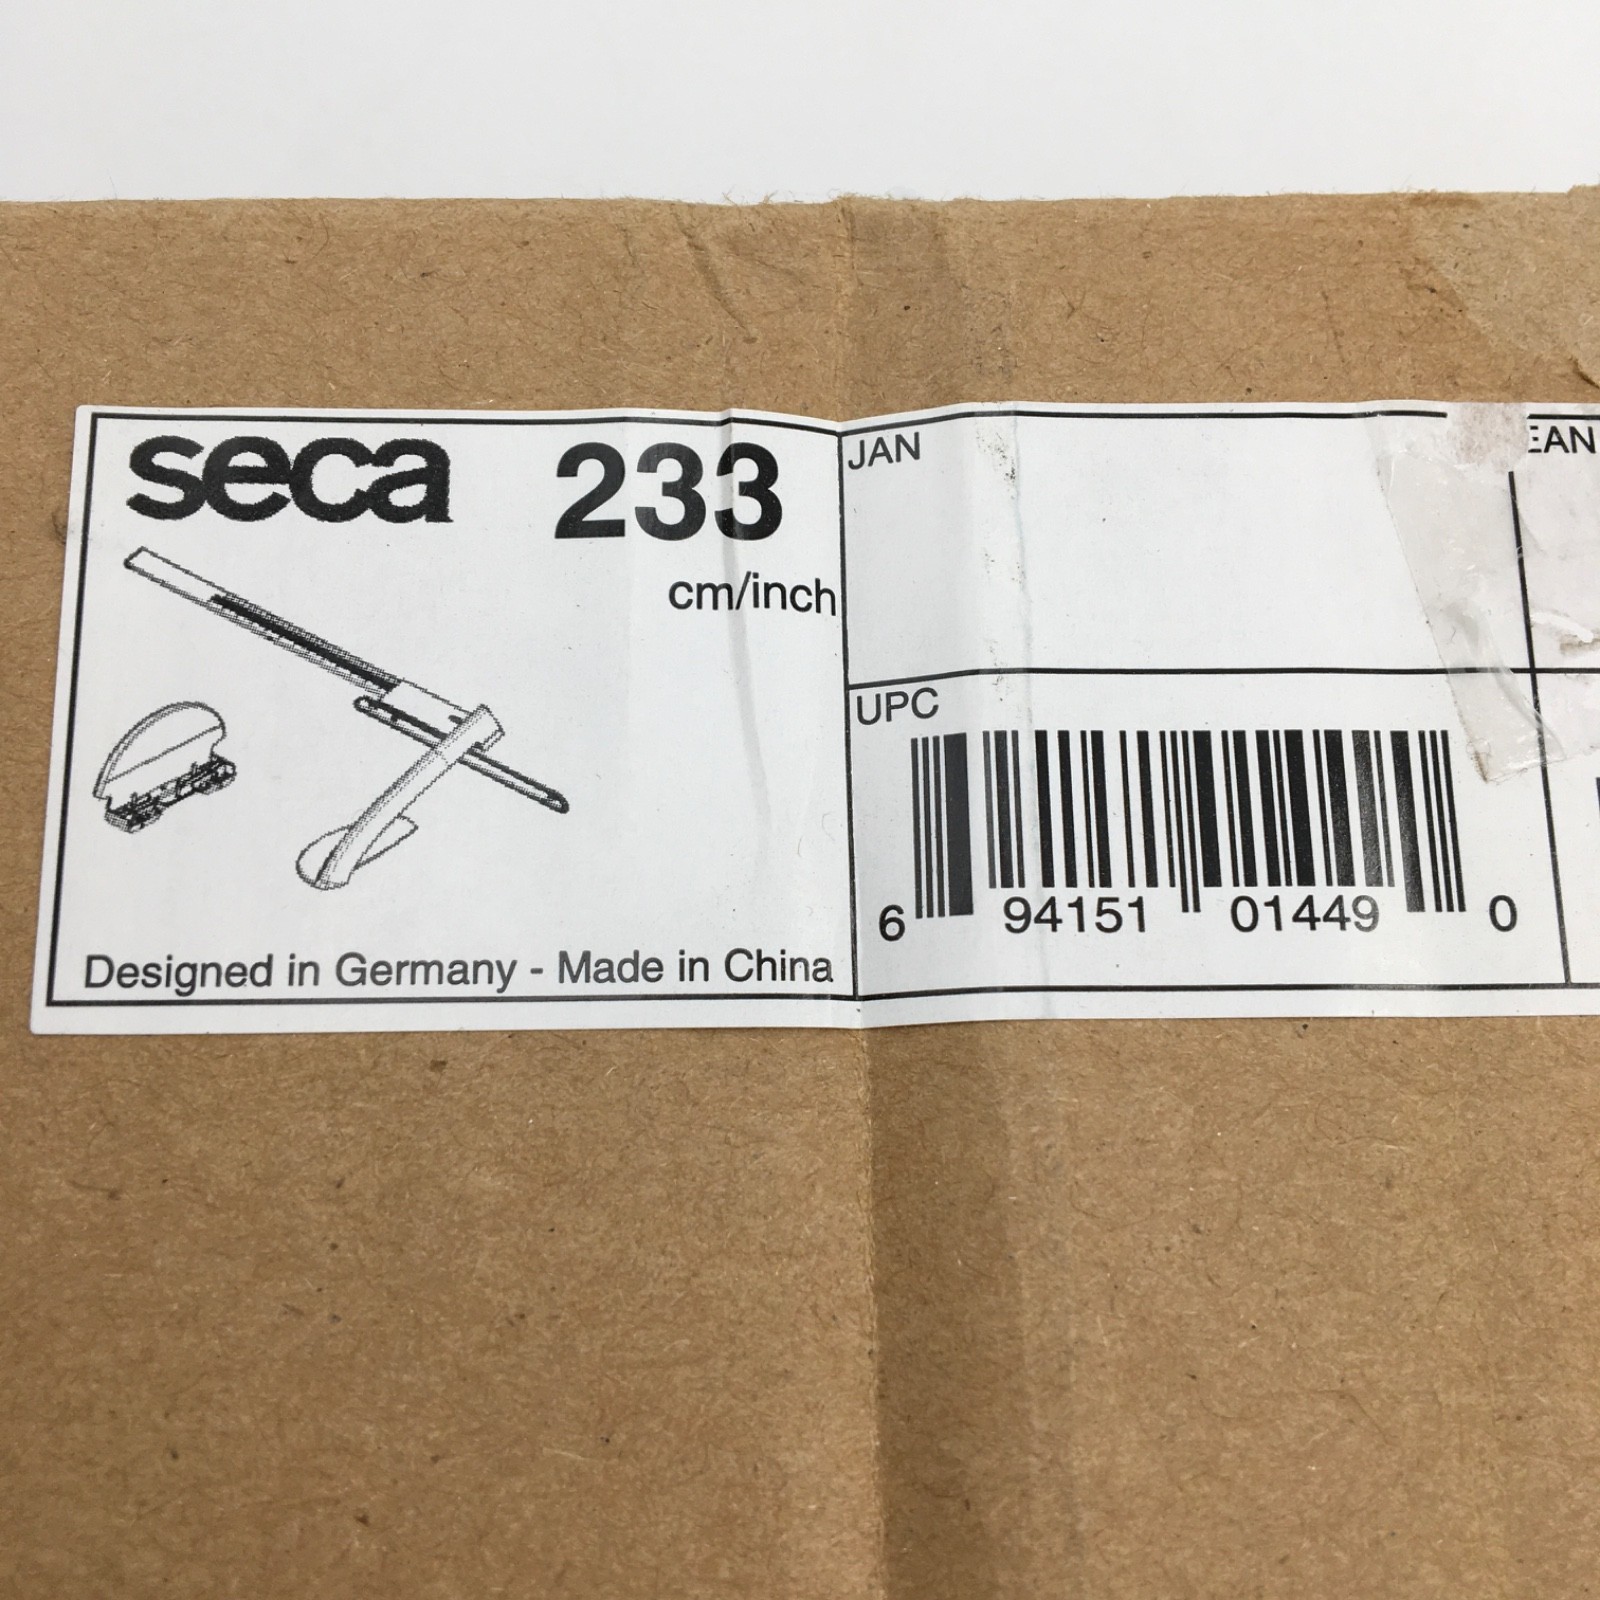 seca 233
cm/inch
Designed in Germany - Made in China
JAN
UPC
6 94151 01449 0
EAN